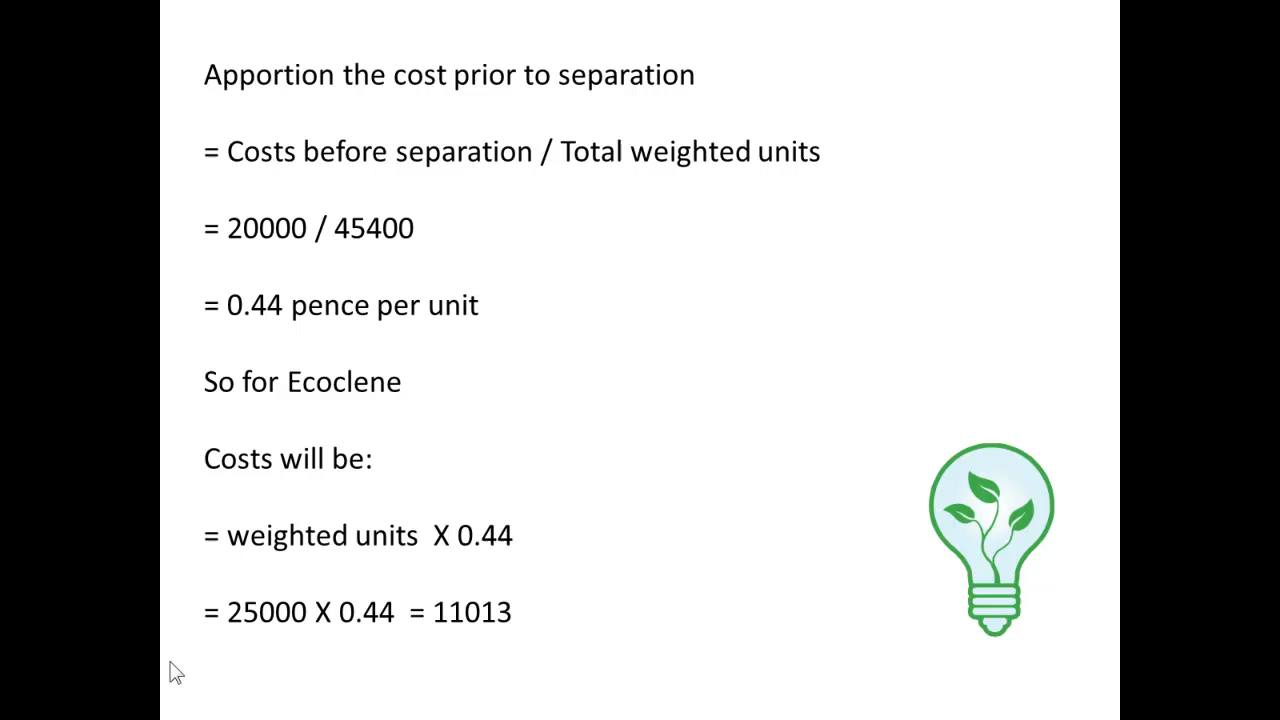 Apportion the cost prior to separation
= Costs before separation / Total weighted units
= 20000 / 45400
= 0.44 pence per unit
So for Ecoclene
Costs will be:
= weighted units X 0.44
= 25000 X 0.44 = 11013